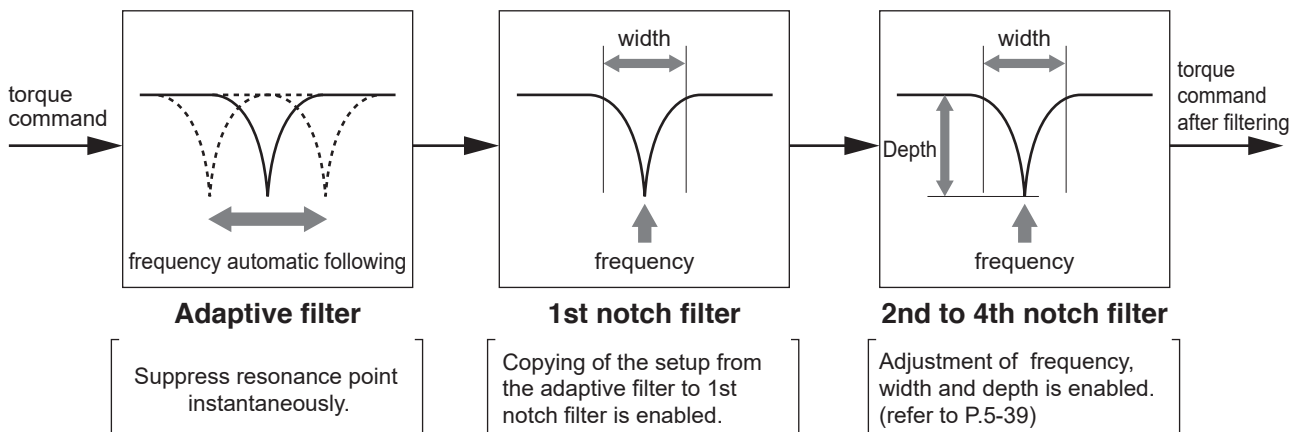 torque
command
frequency automatic following
Adaptive filter
Suppress resonance point
instantaneously.
width
frequency
1st notch filter
Copying of the setup from
the adaptive filter to 1st
notch filter is enabled.
width
Depth
frequency
2nd to 4th notch filter
Adjustment of frequency,
width and depth is enabled.
(refer to P.5-39)
torque
command
after filtering